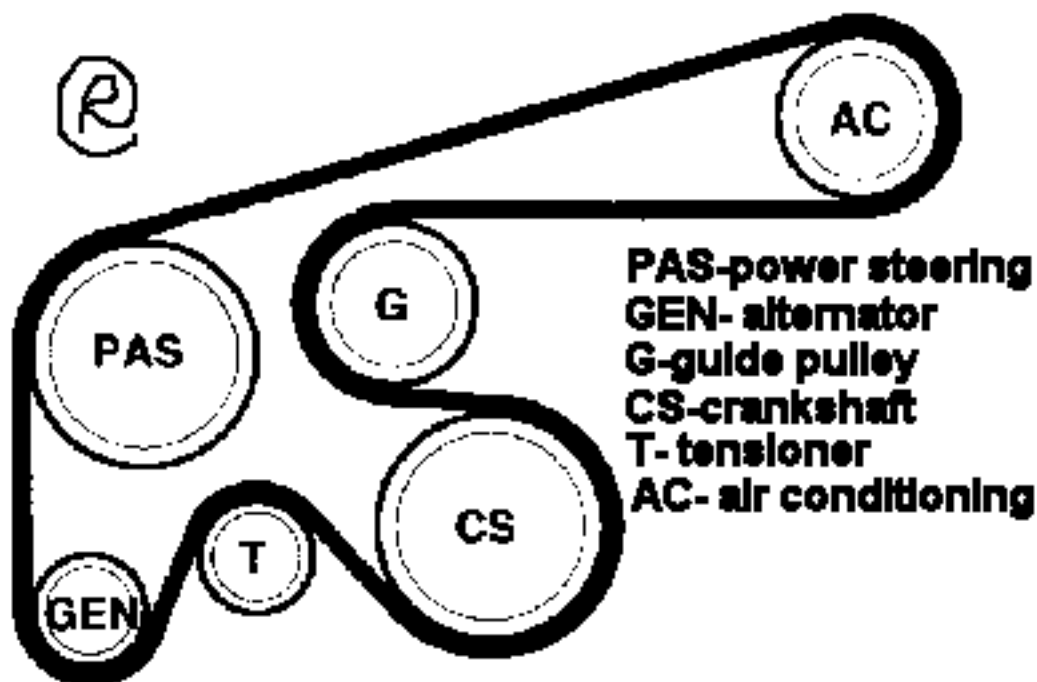 R
AC
G
PAS
PAS-power steering
GEN- alternator
G-guide pulley
CS-crankshaft
T- tensioner
AC- air conditioning
CS
T
GEN